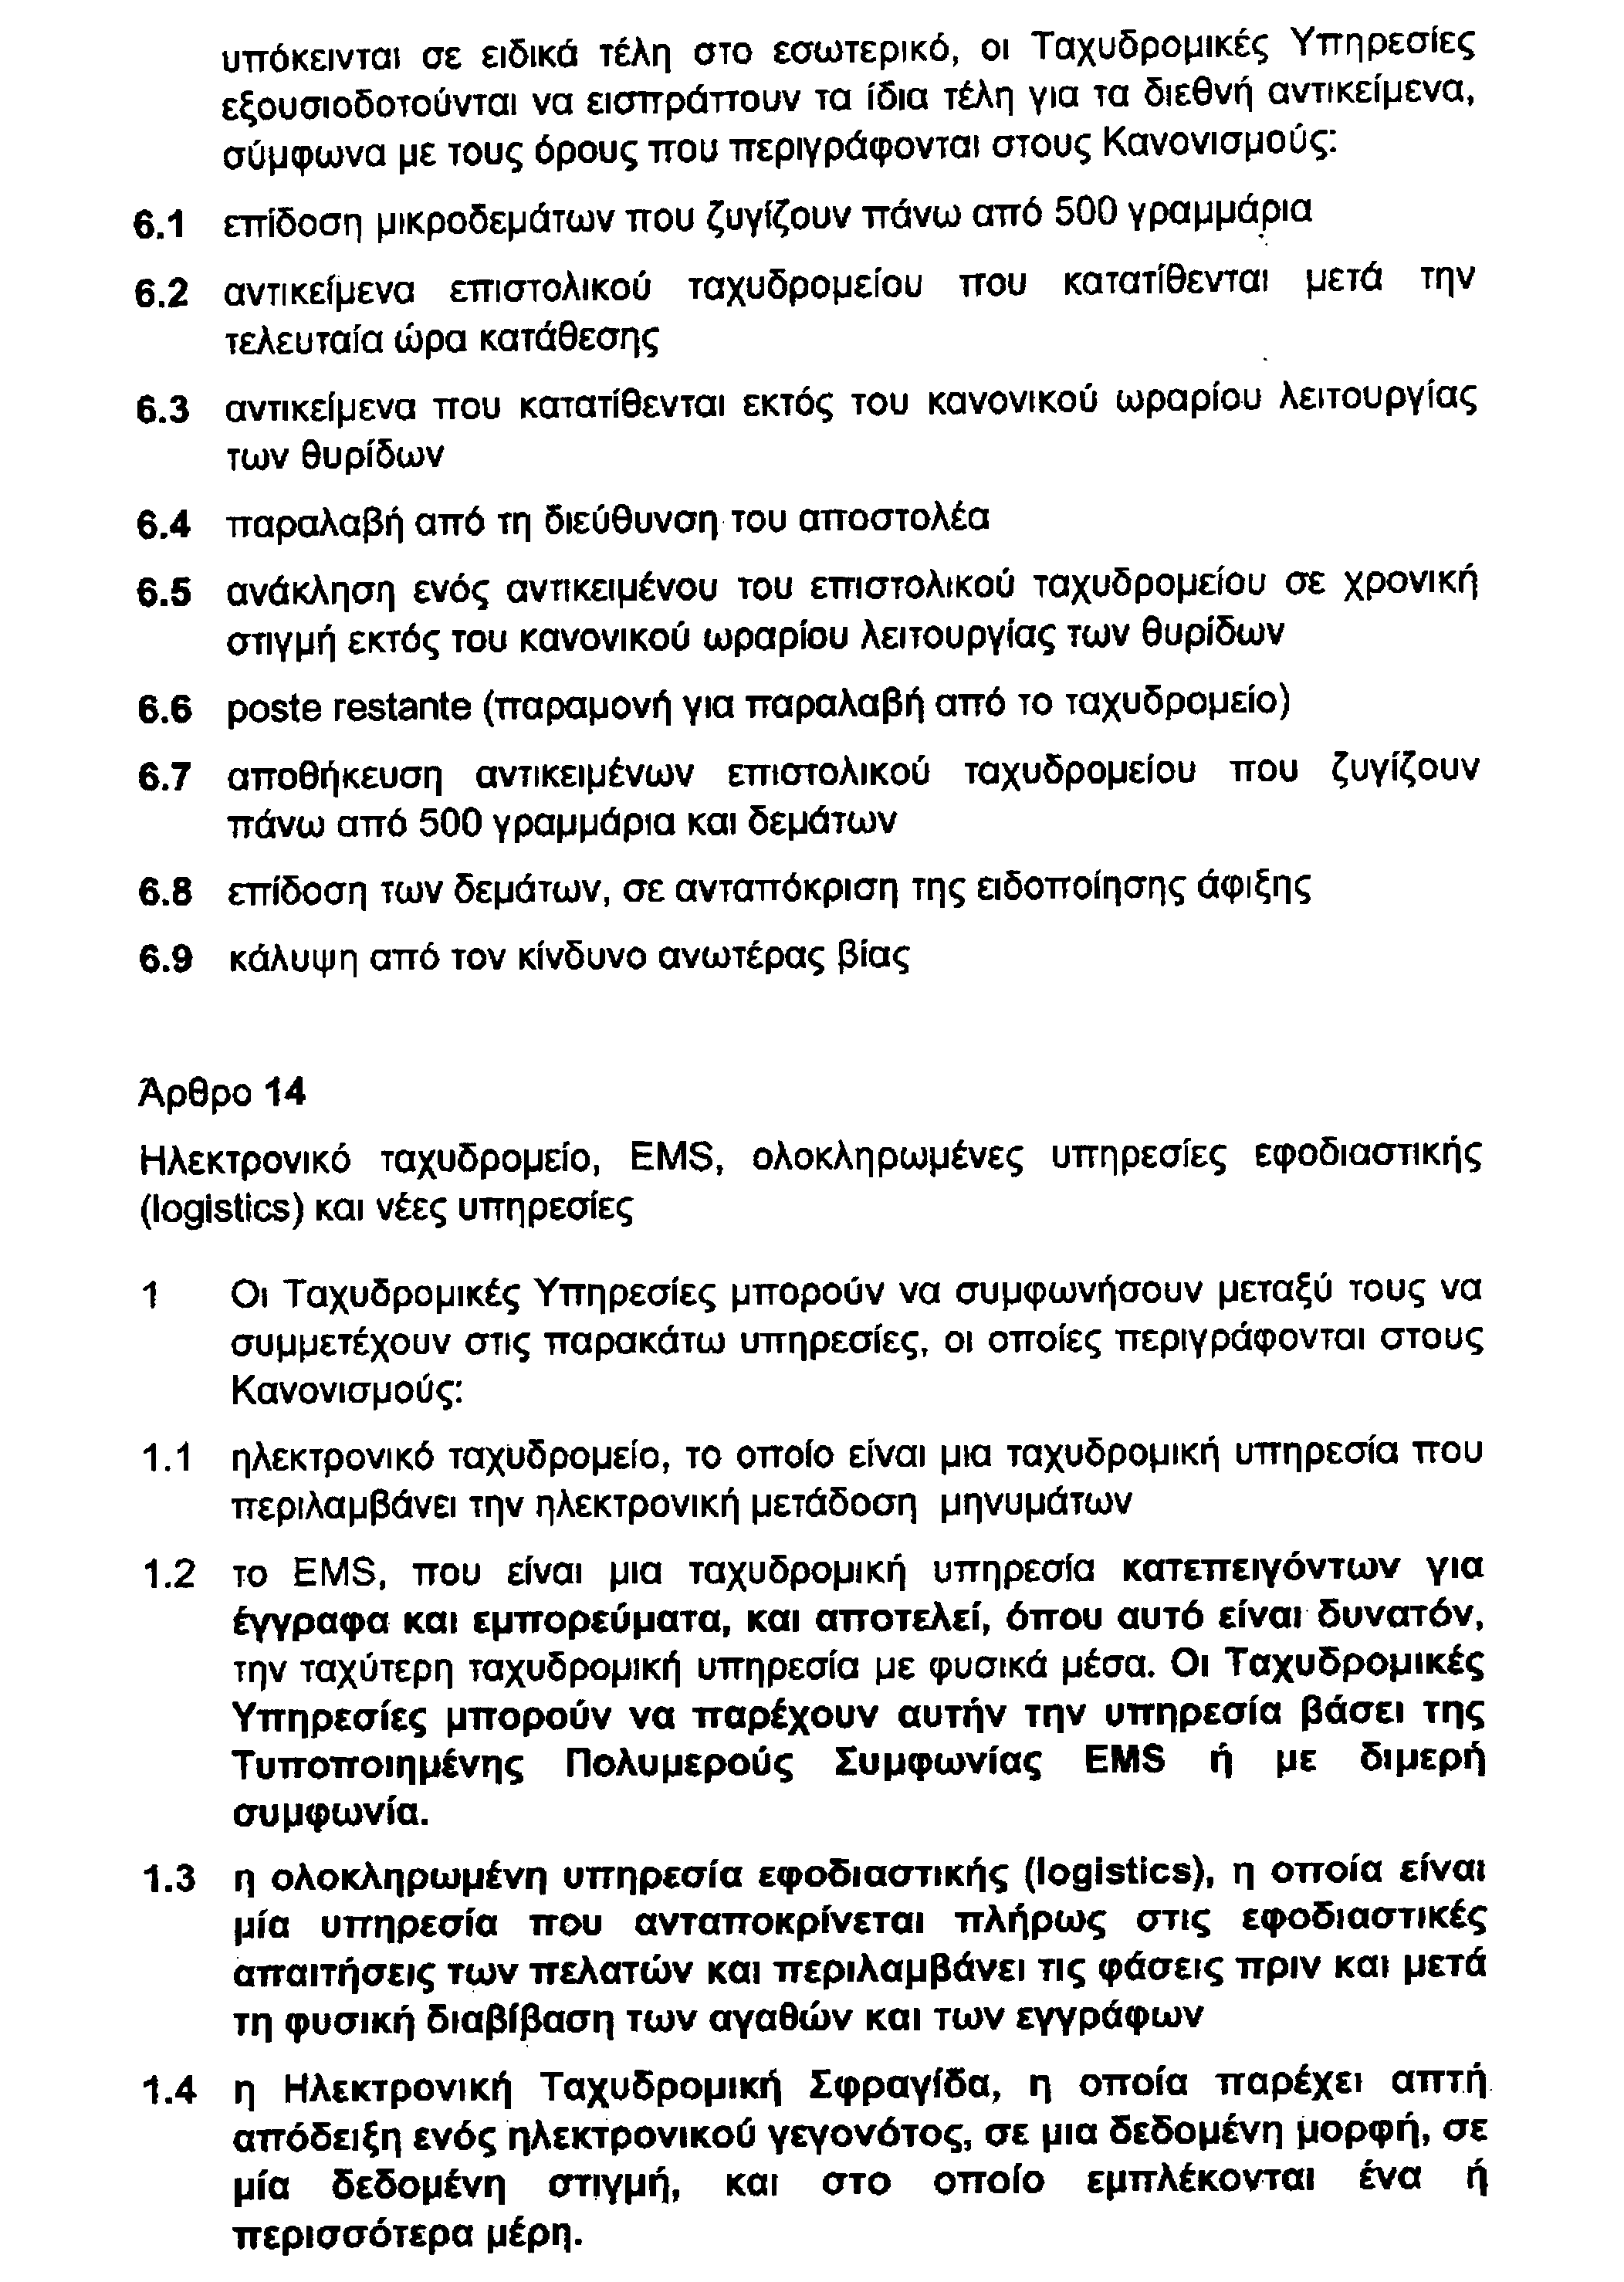 υπόκεινται σε ειδικά τέλη στο εσωτερικό, οι Ταχυδρομικές Υπηρεσίες
εξουσιοδοτούνται να εισπράττουν τα ίδια τέλη για τα διεθνή αντικείμενα,
σύμφωνα με τους όρους που περιγράφονται στους Κανονισμούς:
6.1 επίδοση μικροδεμάτων που ζυγίζουν πάνω από 500 γραμμάρια
6.2 αντικείμενα επιστολικού ταχυδρομείου που κατατίθενται μετά την
τελευταία ώρα κατάθεσης
6.3 αντικείμενα που κατατίθενται εκτός του κανονικού ωραρίου λειτουργίας
των θυρίδων
6.4 παραλαβή από τη διεύθυνση του αποστολέα
6.5 ανάκληση ενός αντικειμένου του επιστολικού ταχυδρομείου σε χρονική
στιγμή εκτός του κανονικού ωραρίου λειτουργίας των θυρίδων
6.6 poste restante (παραμονή για παραλαβή από το ταχυδρομείο)
6.7 αποθήκευση αντικειμένων επιστολικού ταχυδρομείου που ζυγίζουν
πάνω από 500 γραμμάρια και δεμάτων
6.8 επίδοση των δεμάτων, σε ανταπόκριση της ειδοποίησης άφιξης
6.9 κάλυψη από τον κίνδυνο ανωτέρας βίας
Άρθρο 14
Ηλεκτρονικό ταχυδρομείο, EMS, ολοκληρωμένες υπηρεσίες εφοδιαστικής
(logistics) και νέες υπηρεσίες
1 Οι Ταχυδρομικές Υπηρεσίες μπορούν να συμφωνήσουν μεταξύ τους να
συμμετέχουν στις παρακάτω υπηρεσίες, οι οποίες περιγράφονται στους
Κανονισμούς:
1.1 ηλεκτρονικό ταχυδρομείο, το οποίο είναι μια ταχυδρομική υπηρεσία που
περιλαμβάνει την ηλεκτρονική μετάδοση μηνυμάτων
1.2 το EMS, που είναι μια ταχυδρομική υπηρεσία κατεπειγόντων για
έγγραφα και εμπορεύματα, και αποτελεί, όπου αυτό είναι δυνατόν,
την ταχύτερη ταχυδρομική υπηρεσία με φυσικά μέσα. Οι Ταχυδρομικές
Υπηρεσίες μπορούν να παρέχουν αυτήν την υπηρεσία βάσει της
Τυποποιημένης Πολυμερούς Συμφωνίας EMS ή με διμερή
συμφωνία.
1.3 η ολοκληρωμένη υπηρεσία εφοδιαστικής (logistics), η οποία είναι
μία υπηρεσία που ανταποκρίνεται πλήρως στις εφοδιαστικές
απαιτήσεις των πελατών και περιλαμβάνει τις φάσεις πριν και μετά
τη φυσική διαβίβαση των αγαθών και των εγγράφων
1.4 η Ηλεκτρονική Ταχυδρομική Σφραγίδα, η οποία παρέχει απτή
απόδειξη ενός ηλεκτρονικού γεγονότος, σε μια δεδομένη μορφή, σε
μία δεδομένη στιγμή, και στο οποίο εμπλέκονται ένα ή
περισσότερα μέρη.